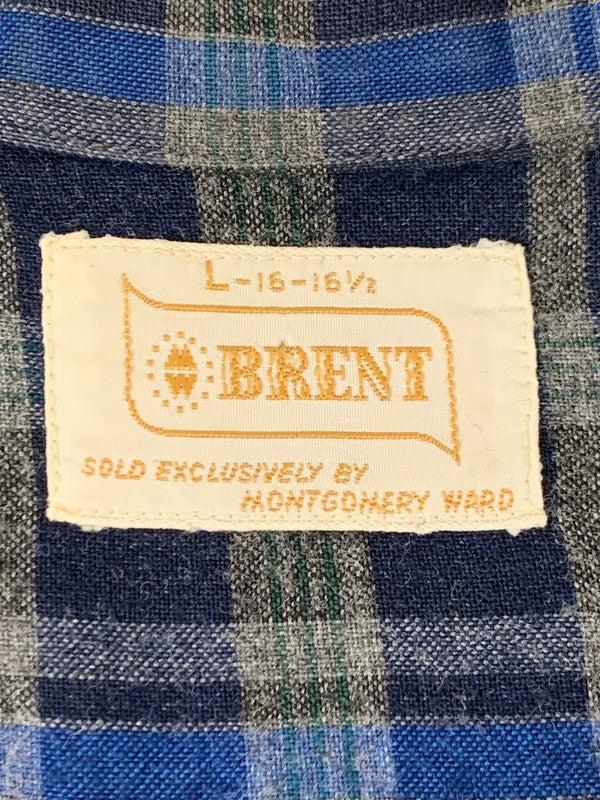 L-16-16½
BRENT
SOLD EXCLUSIVELY BY
MONTGOMERY WARD